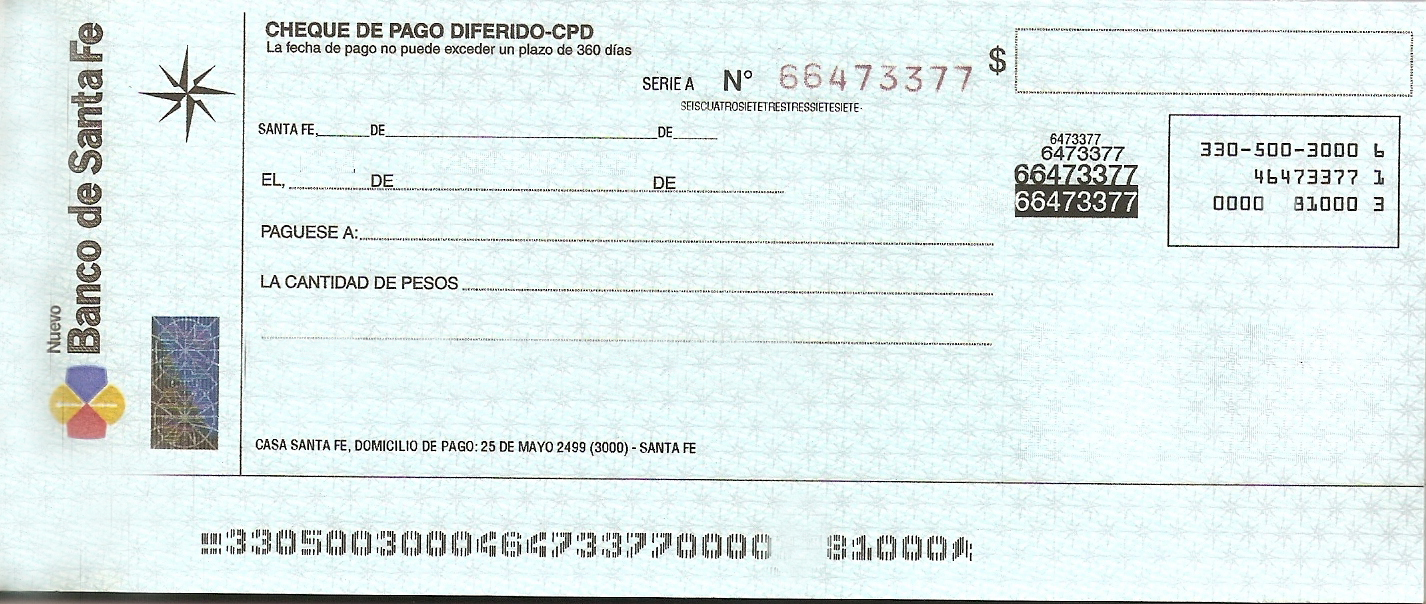 Nuevo
Banco de Santa Fe
CHEQUE DE PAGO DIFERIDO-CPD
La fecha de pago no puede exceder un plazo de 360 días
SERIE A N° 66473377
SEISCUATROSIETETRESTRESSIETESIETE-
$
SANTA FE, DE DE
EL, DE DE
PAGUESE A:
LA CANTIDAD DE PESOS
6473377
6473377
66473377
66473377
330-500-3000 6
46473377 1
0000 81000 3
CASA SANTA FE, DOMICILIO DE PAGO: 25 DE MAYO 2499 (3000) - SANTA FE
3305003000464733770000 81000